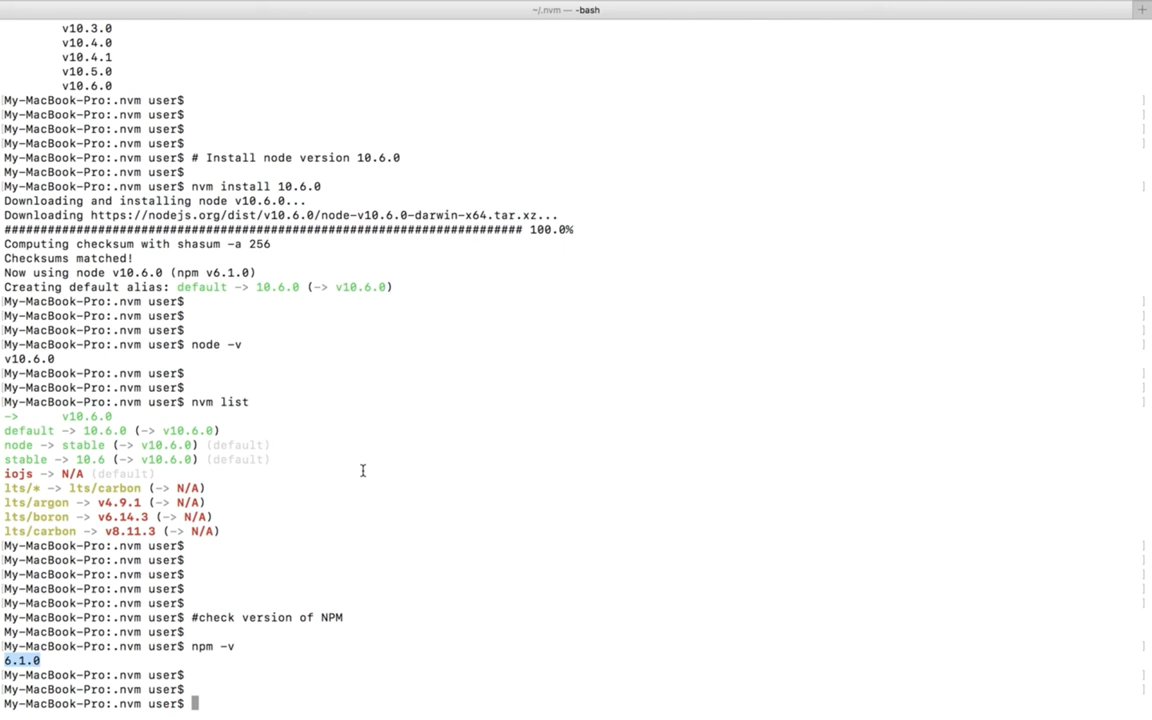 ~/.nvm — -bash
+
v10.3.0
v10.4.0
v10.4.1
v10.5.0
v10.6.0
[My-MacBook-Pro:.nvm user$ ]
[My-MacBook-Pro:.nvm user$ ]
[My-MacBook-Pro:.nvm user$ ]
[My-MacBook-Pro:.nvm user$ ]
My-MacBook-Pro:.nvm user$ # Install node version 10.6.0
My-MacBook-Pro:.nvm user$
[My-MacBook-Pro:.nvm user$ nvm install 10.6.0 ]
Downloading and installing node v10.6.0...
Downloading https://nodejs.org/dist/v10.6.0/node-v10.6.0-darwin-x64.tar.xz...
######################################################################## 100.0%
Computing checksum with shasum -a 256
Checksums matched!
Now using node v10.6.0 (npm v6.1.0)
Creating default alias: default -> 10.6.0 (-> v10.6.0)
[My-MacBook-Pro:.nvm user$ ]
[My-MacBook-Pro:.nvm user$ ]
[My-MacBook-Pro:.nvm user$ ]
[My-MacBook-Pro:.nvm user$ node -v ]
v10.6.0
[My-MacBook-Pro:.nvm user$ ]
[My-MacBook-Pro:.nvm user$ ]
[My-MacBook-Pro:.nvm user$ nvm list ]
-> v10.6.0
default -> 10.6.0 (-> v10.6.0)
node -> stable (-> v10.6.0) (default)
stable -> 10.6 (-> v10.6.0) (default)
iojs -> N/A (default)
lts/* -> lts/carbon (-> N/A)
lts/argon -> v4.9.1 (-> N/A)
lts/boron -> v6.14.3 (-> N/A)
lts/carbon -> v8.11.3 (-> N/A)
[My-MacBook-Pro:.nvm user$ ]
[My-MacBook-Pro:.nvm user$ ]
[My-MacBook-Pro:.nvm user$ ]
[My-MacBook-Pro:.nvm user$ ]
[My-MacBook-Pro:.nvm user$ ]
My-MacBook-Pro:.nvm user$ #check version of NPM
My-MacBook-Pro:.nvm user$
[My-MacBook-Pro:.nvm user$ npm -v ]
6.1.0
[My-MacBook-Pro:.nvm user$ ]
[My-MacBook-Pro:.nvm user$ ]
My-MacBook-Pro:.nvm user$